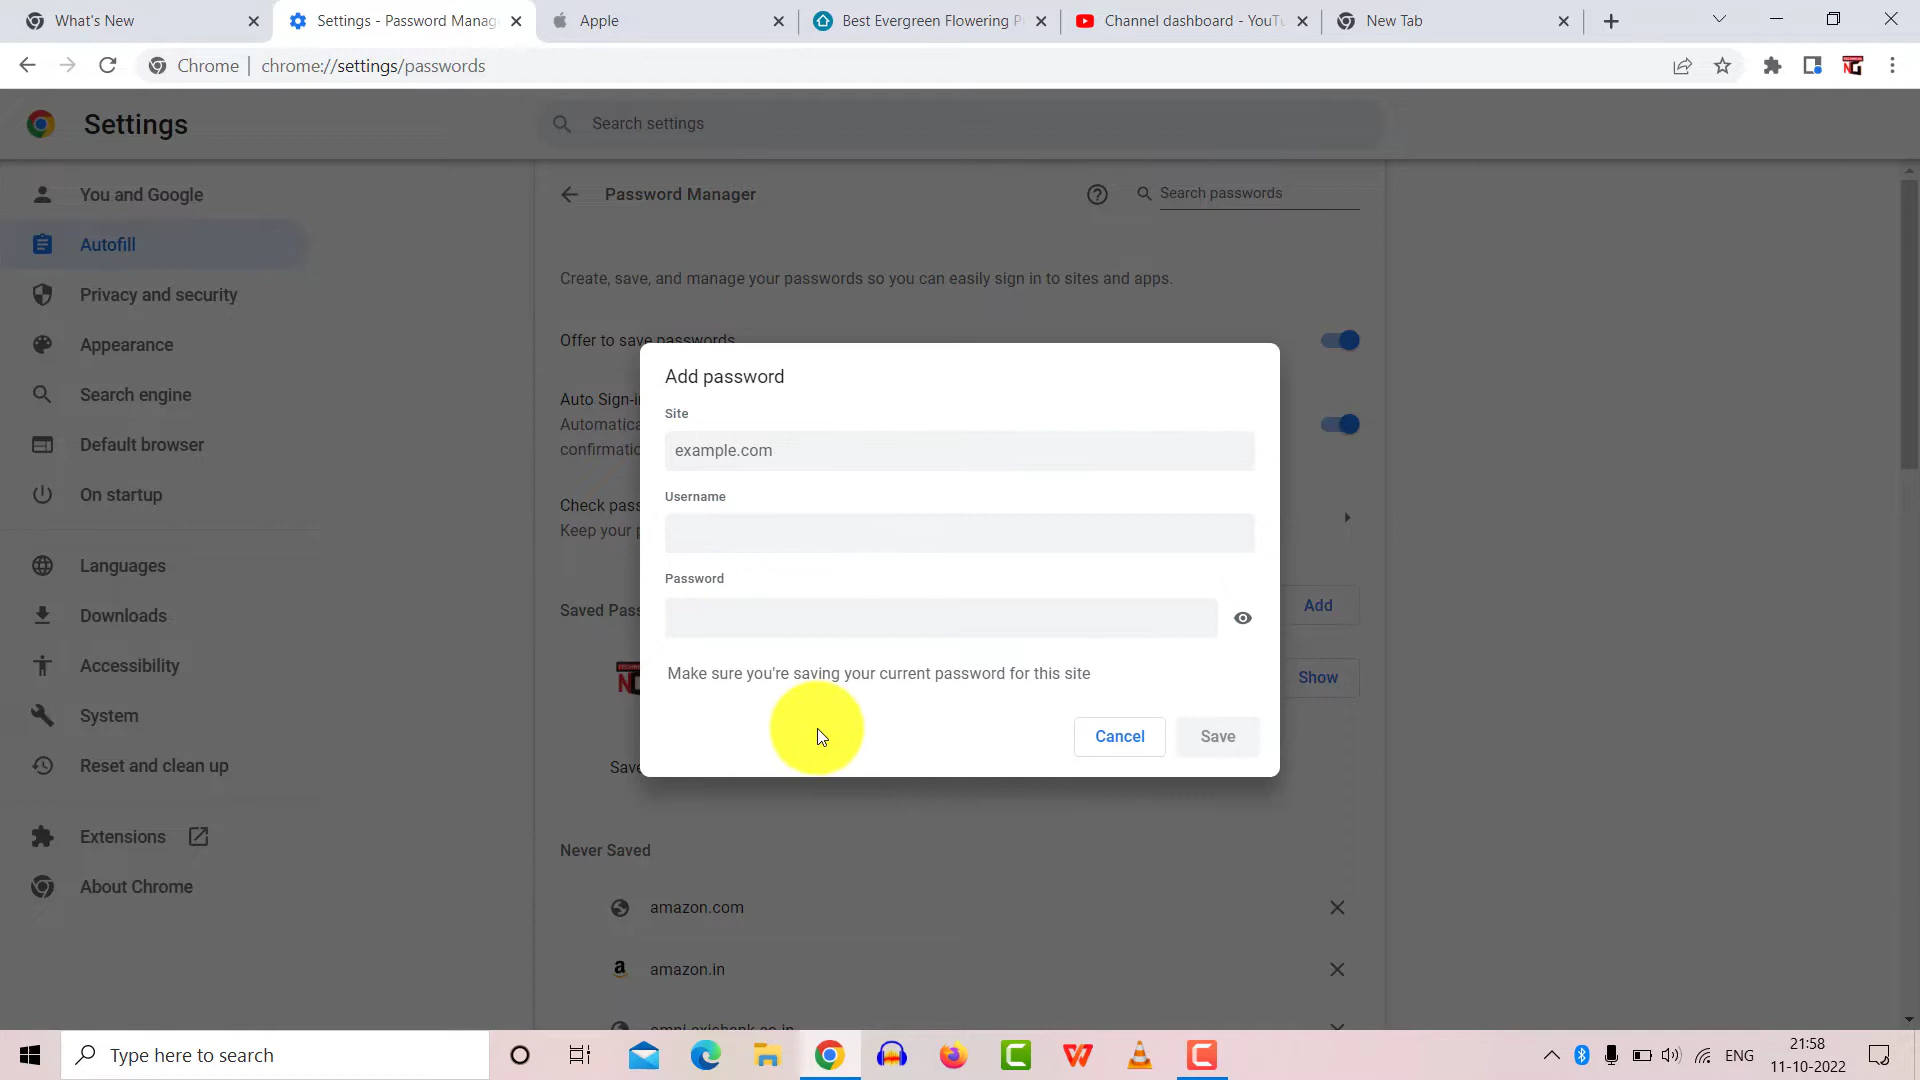 What's New
Settings - Password Manag
Apple
Best Evergreen Flowering P
Channel dashboard - YouTu
New Tab
Chrome
chrome://settings/passwords
Settings
Search settings
You and Google
Autofill
Privacy and security
Appearance
Search engine
Default browser
On startup
Languages
Downloads
Accessibility
System
Reset and clean up
Extensions
About Chrome
Password Manager
Search passwords
Create, save, and manage your passwords so you can easily sign in to sites and apps.
Offer to save passwords
Auto Sign-i
Automatica
confirmatio
Check pass
Keep your p
Saved Pas
Add
Show
Save
Add password
Site
example.com
Username
Password
Make sure you're saving your current password for this site
Cancel
Save
Never Saved
amazon.com
amazon.in
Type here to search
ENG
21:58
11-10-2022